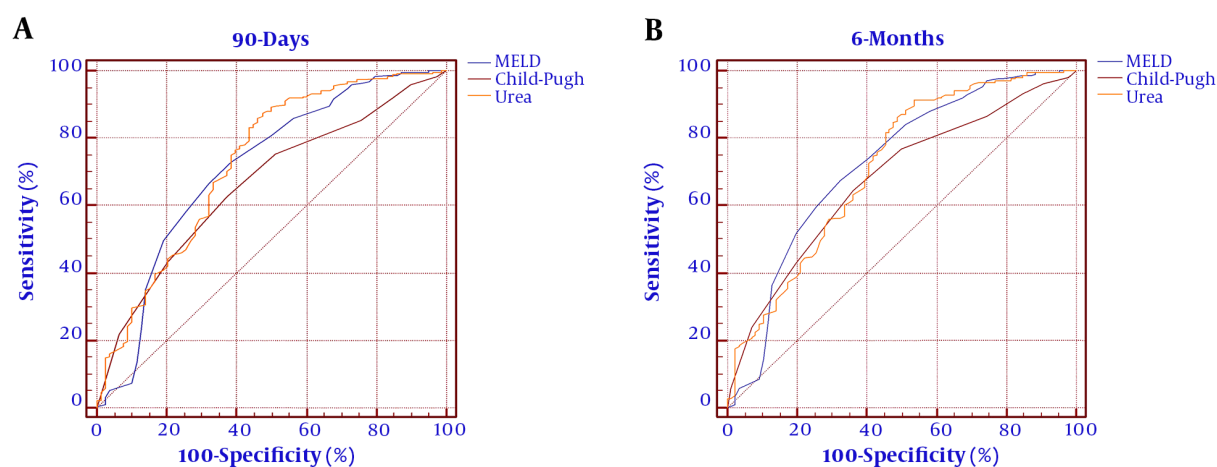 A
90-Days
MELD
Child-Pugh
Urea
100
80
60
40
20
0
Sensitivity (%)
0 20 40 60 80 100
100-Specificity (%)
B
6-Months
MELD
Child-Pugh
Urea
100
80
60
40
20
0
Sensitivity (%)
0 20 40 60 80 100
100-Specificity (%)